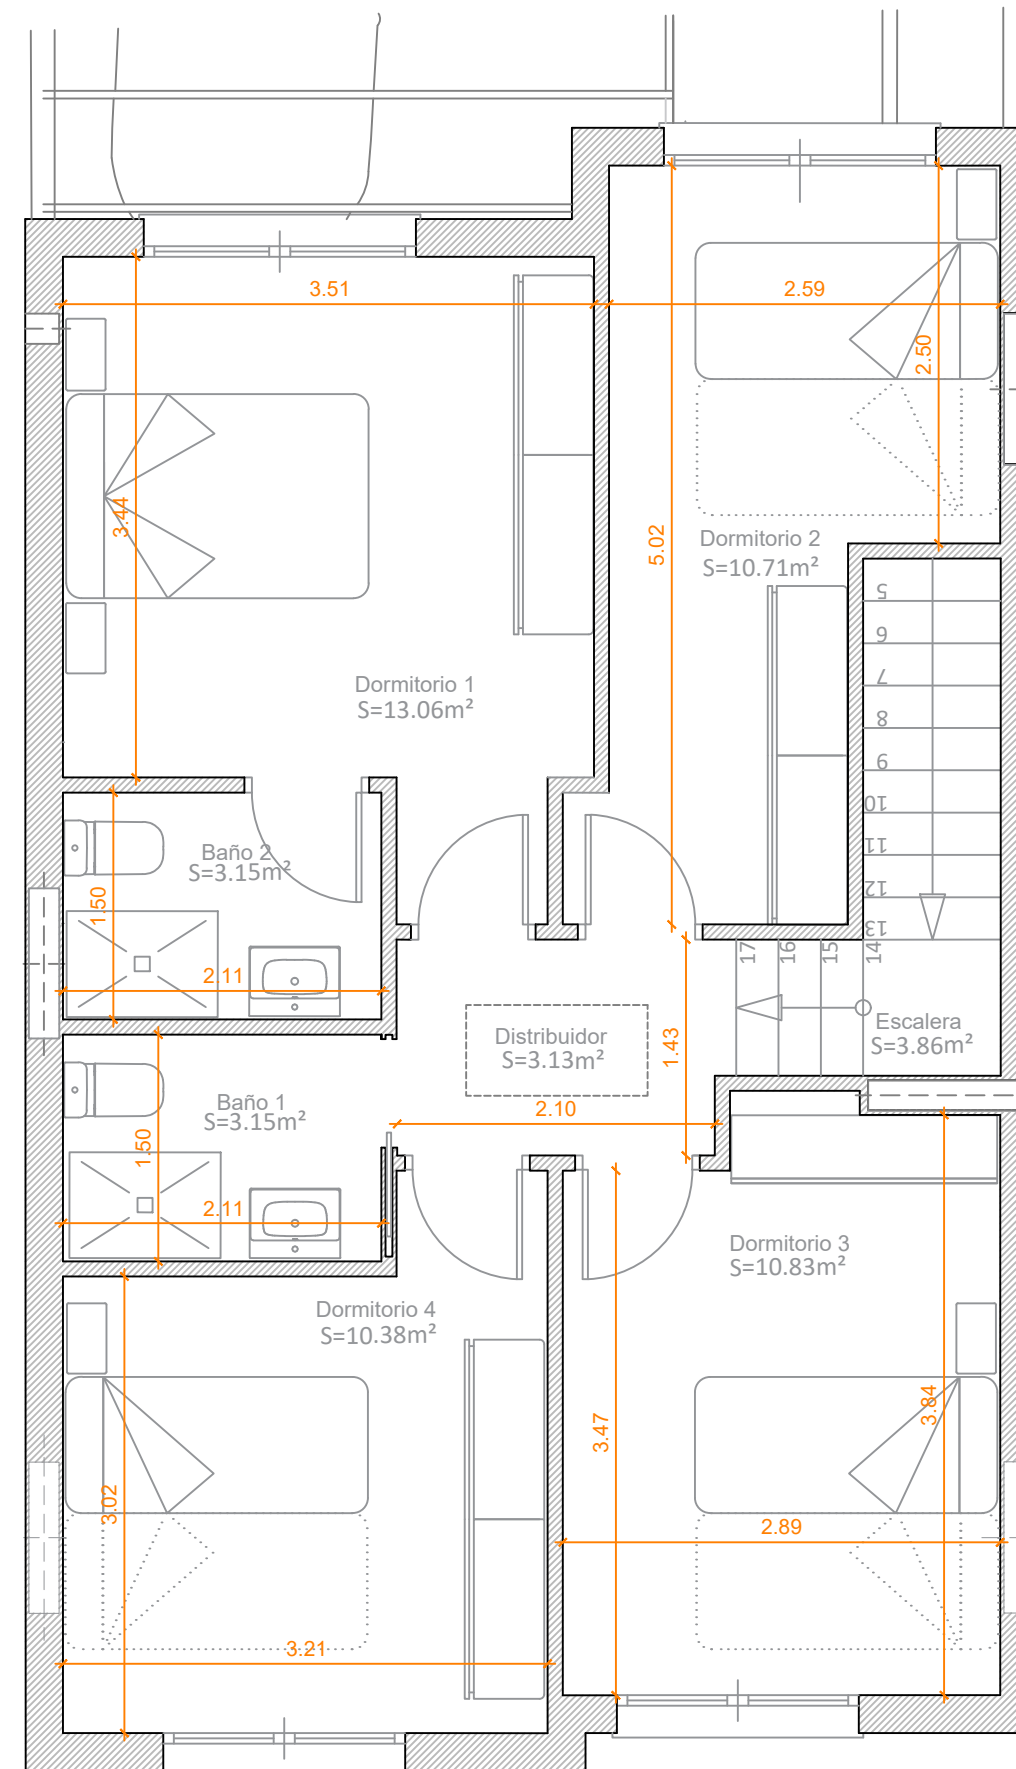 3.51
2.59
2.50
3.44
5.02
Dormitorio 2
S=10.71m²
5
6
7
8
9
10
11
12
13
Dormitorio 1
S=13.06m²
Baño 2
S=3.15m²
1.50
2.11
17
16
15
14
Escalera
S=3.86m²
Distribuidor
S=3.13m²
1.43
2.10
Baño 1
S=3.15m²
1.50
2.11
Dormitorio 3
S=10.83m²
Dormitorio 4
S=10.38m²
3.47
3.84
3.02
2.89
3.21